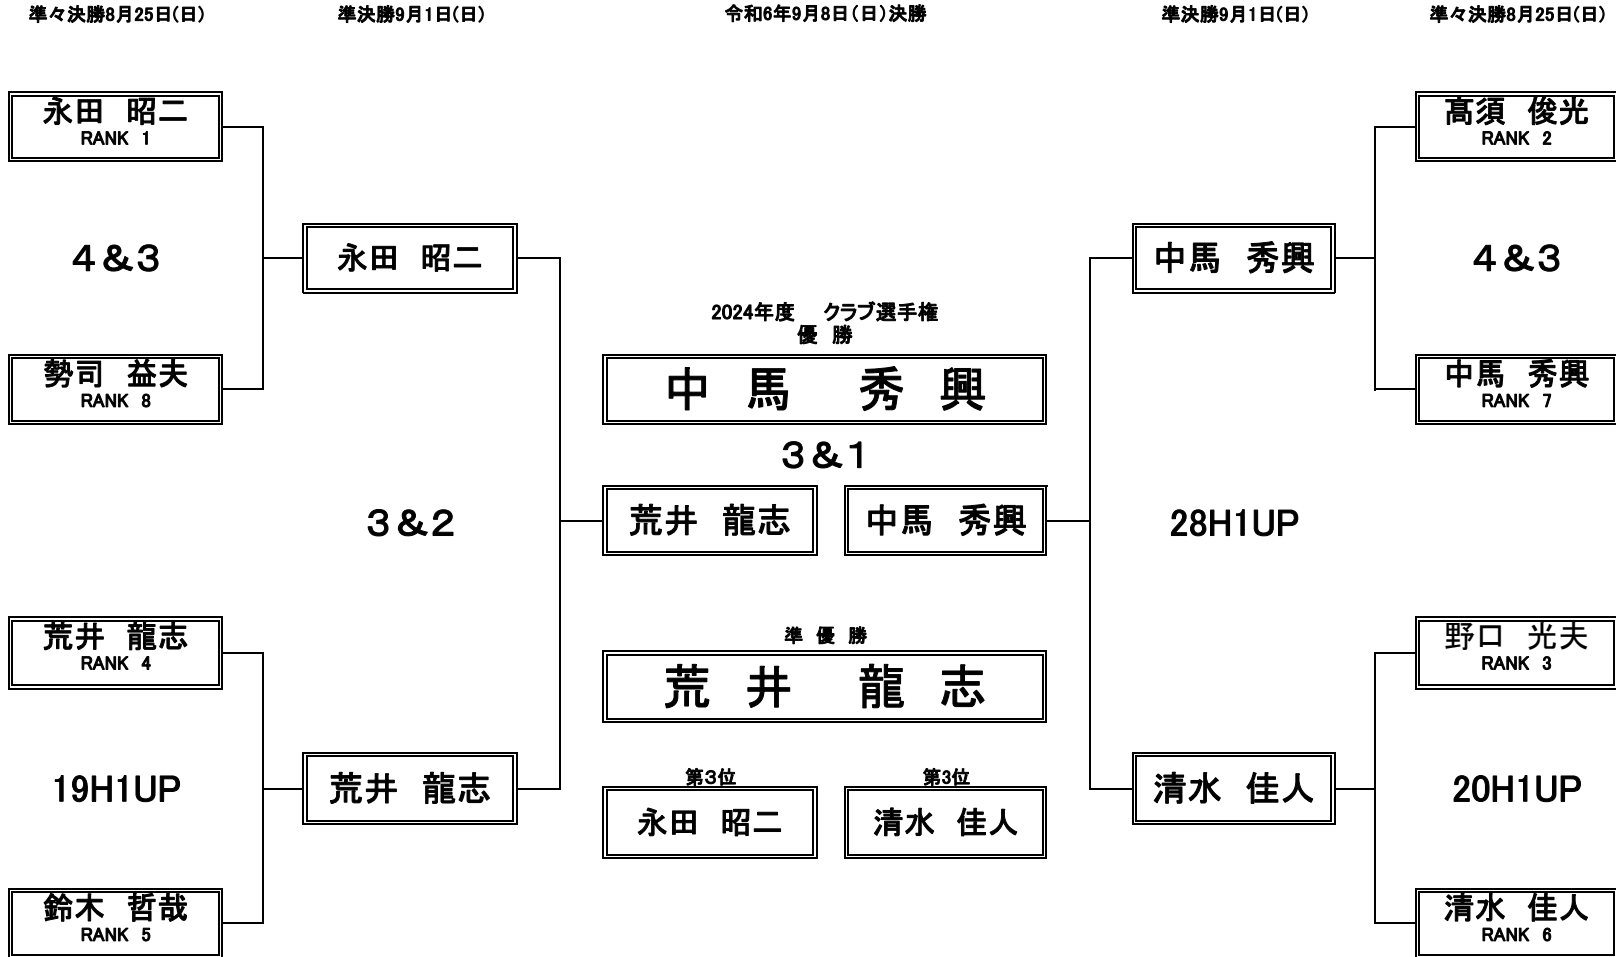 準々決勝8月25日(日)
準決勝9月1日(日)
令和6年9月8日(日)決勝
準決勝9月1日(日)
準々決勝8月25日(日)
永田 昭二
RANK 1
髙須 俊光
RANK 2
4&3
永田 昭二
中馬 秀興
4&3
2024年度 クラブ選手権
優 勝
勢司 益夫
RANK 8
中 馬 秀 興
中馬 秀興
RANK 7
3&1
3&2
荒井 龍志
中馬 秀興
28H1UP
荒井 龍志
RANK 4
準 優 勝
荒 井 龍 志
野口 光夫
RANK 3
19H1UP
荒井 龍志
第3位
永田 昭二
第3位
清水 佳人
清水 佳人
20H1UP
鈴木 哲哉
RANK 5
清水 佳人
RANK 6